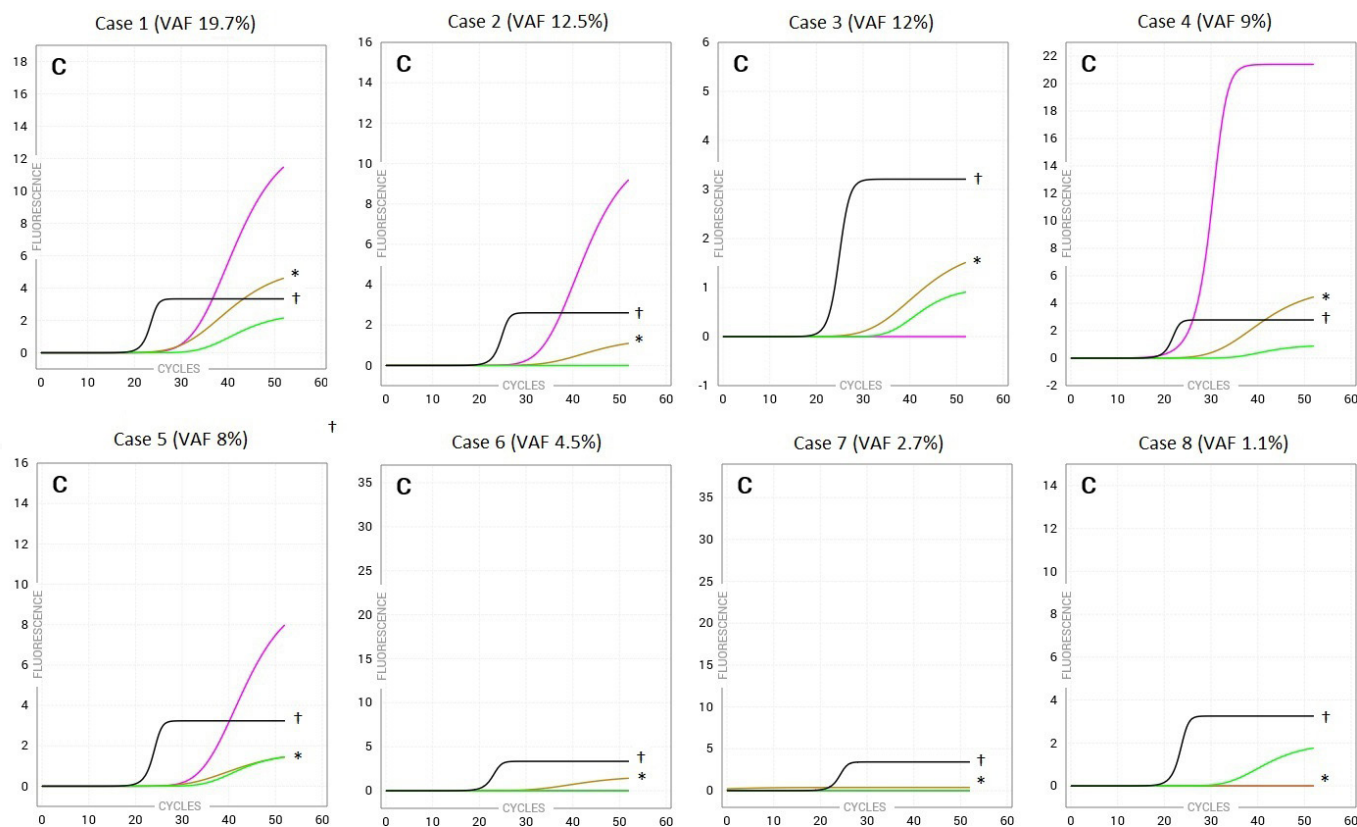 Case 1 (VAF 19.7%)
C
FLUORESCENCE
18
16
14
12
10
8
6
4
2
0
*
†
CYCLES
0 10 20 30 40 50 60
Case 2 (VAF 12.5%)
C
FLUORESCENCE
16
14
12
10
8
6
4
2
0
†
*
CYCLES
0 10 20 30 40 50 60
Case 3 (VAF 12%)
C
FLUORESCENCE
6
5
4
3
2
1
0
-1
†
*
CYCLES
0 10 20 30 40 50 60
Case 4 (VAF 9%)
C
FLUORESCENCE
22
20
18
16
14
12
10
8
6
4
2
0
-2
*
†
CYCLES
0 10 20 30 40 50 60
Case 5 (VAF 8%)
†
C
FLUORESCENCE
16
14
12
10
8
6
4
2
0
†
*
CYCLES
0 10 20 30 40 50 60
Case 6 (VAF 4.5%)
C
FLUORESCENCE
35
30
25
20
15
10
5
0
†
*
CYCLES
0 10 20 30 40 50 60
Case 7 (VAF 2.7%)
C
FLUORESCENCE
35
30
25
20
15
10
5
0
†
*
CYCLES
0 10 20 30 40 50 60
Case 8 (VAF 1.1%)
C
FLUORESCENCE
14
12
10
8
6
4
2
0
†
*
CYCLES
0 10 20 30 40 50 60